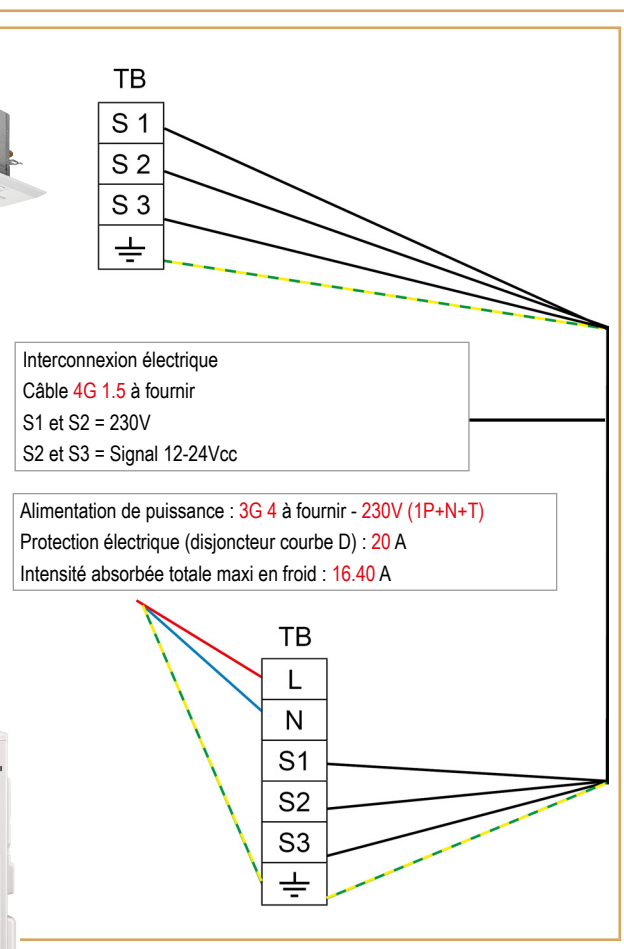 TB
S 1
S 2
S 3
Interconnexion électrique
Câble 4G 1.5 à fournir
S1 et S2 = 230V
S2 et S3 = Signal 12-24Vcc
Alimentation de puissance : 3G 4 à fournir - 230V (1P+N+T)
Protection électrique (disjoncteur courbe D) : 20 A
Intensité absorbée totale maxi en froid : 16.40 A
TB
L
N
S1
S2
S3